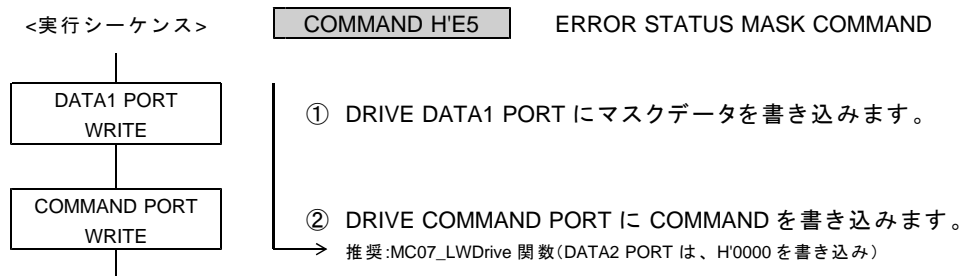 <実行シーケンス>
COMMAND H'E5
ERROR STATUS MASK COMMAND
DATA1 PORT
WRITE
① DRIVE DATA1 PORT にマスクデータを書き込みます。
COMMAND PORT
WRITE
② DRIVE COMMAND PORT に COMMAND を書き込みます。
推奨:MC07_LWDrive 関数(DATA2 PORT は、H'0000 を書き込み)